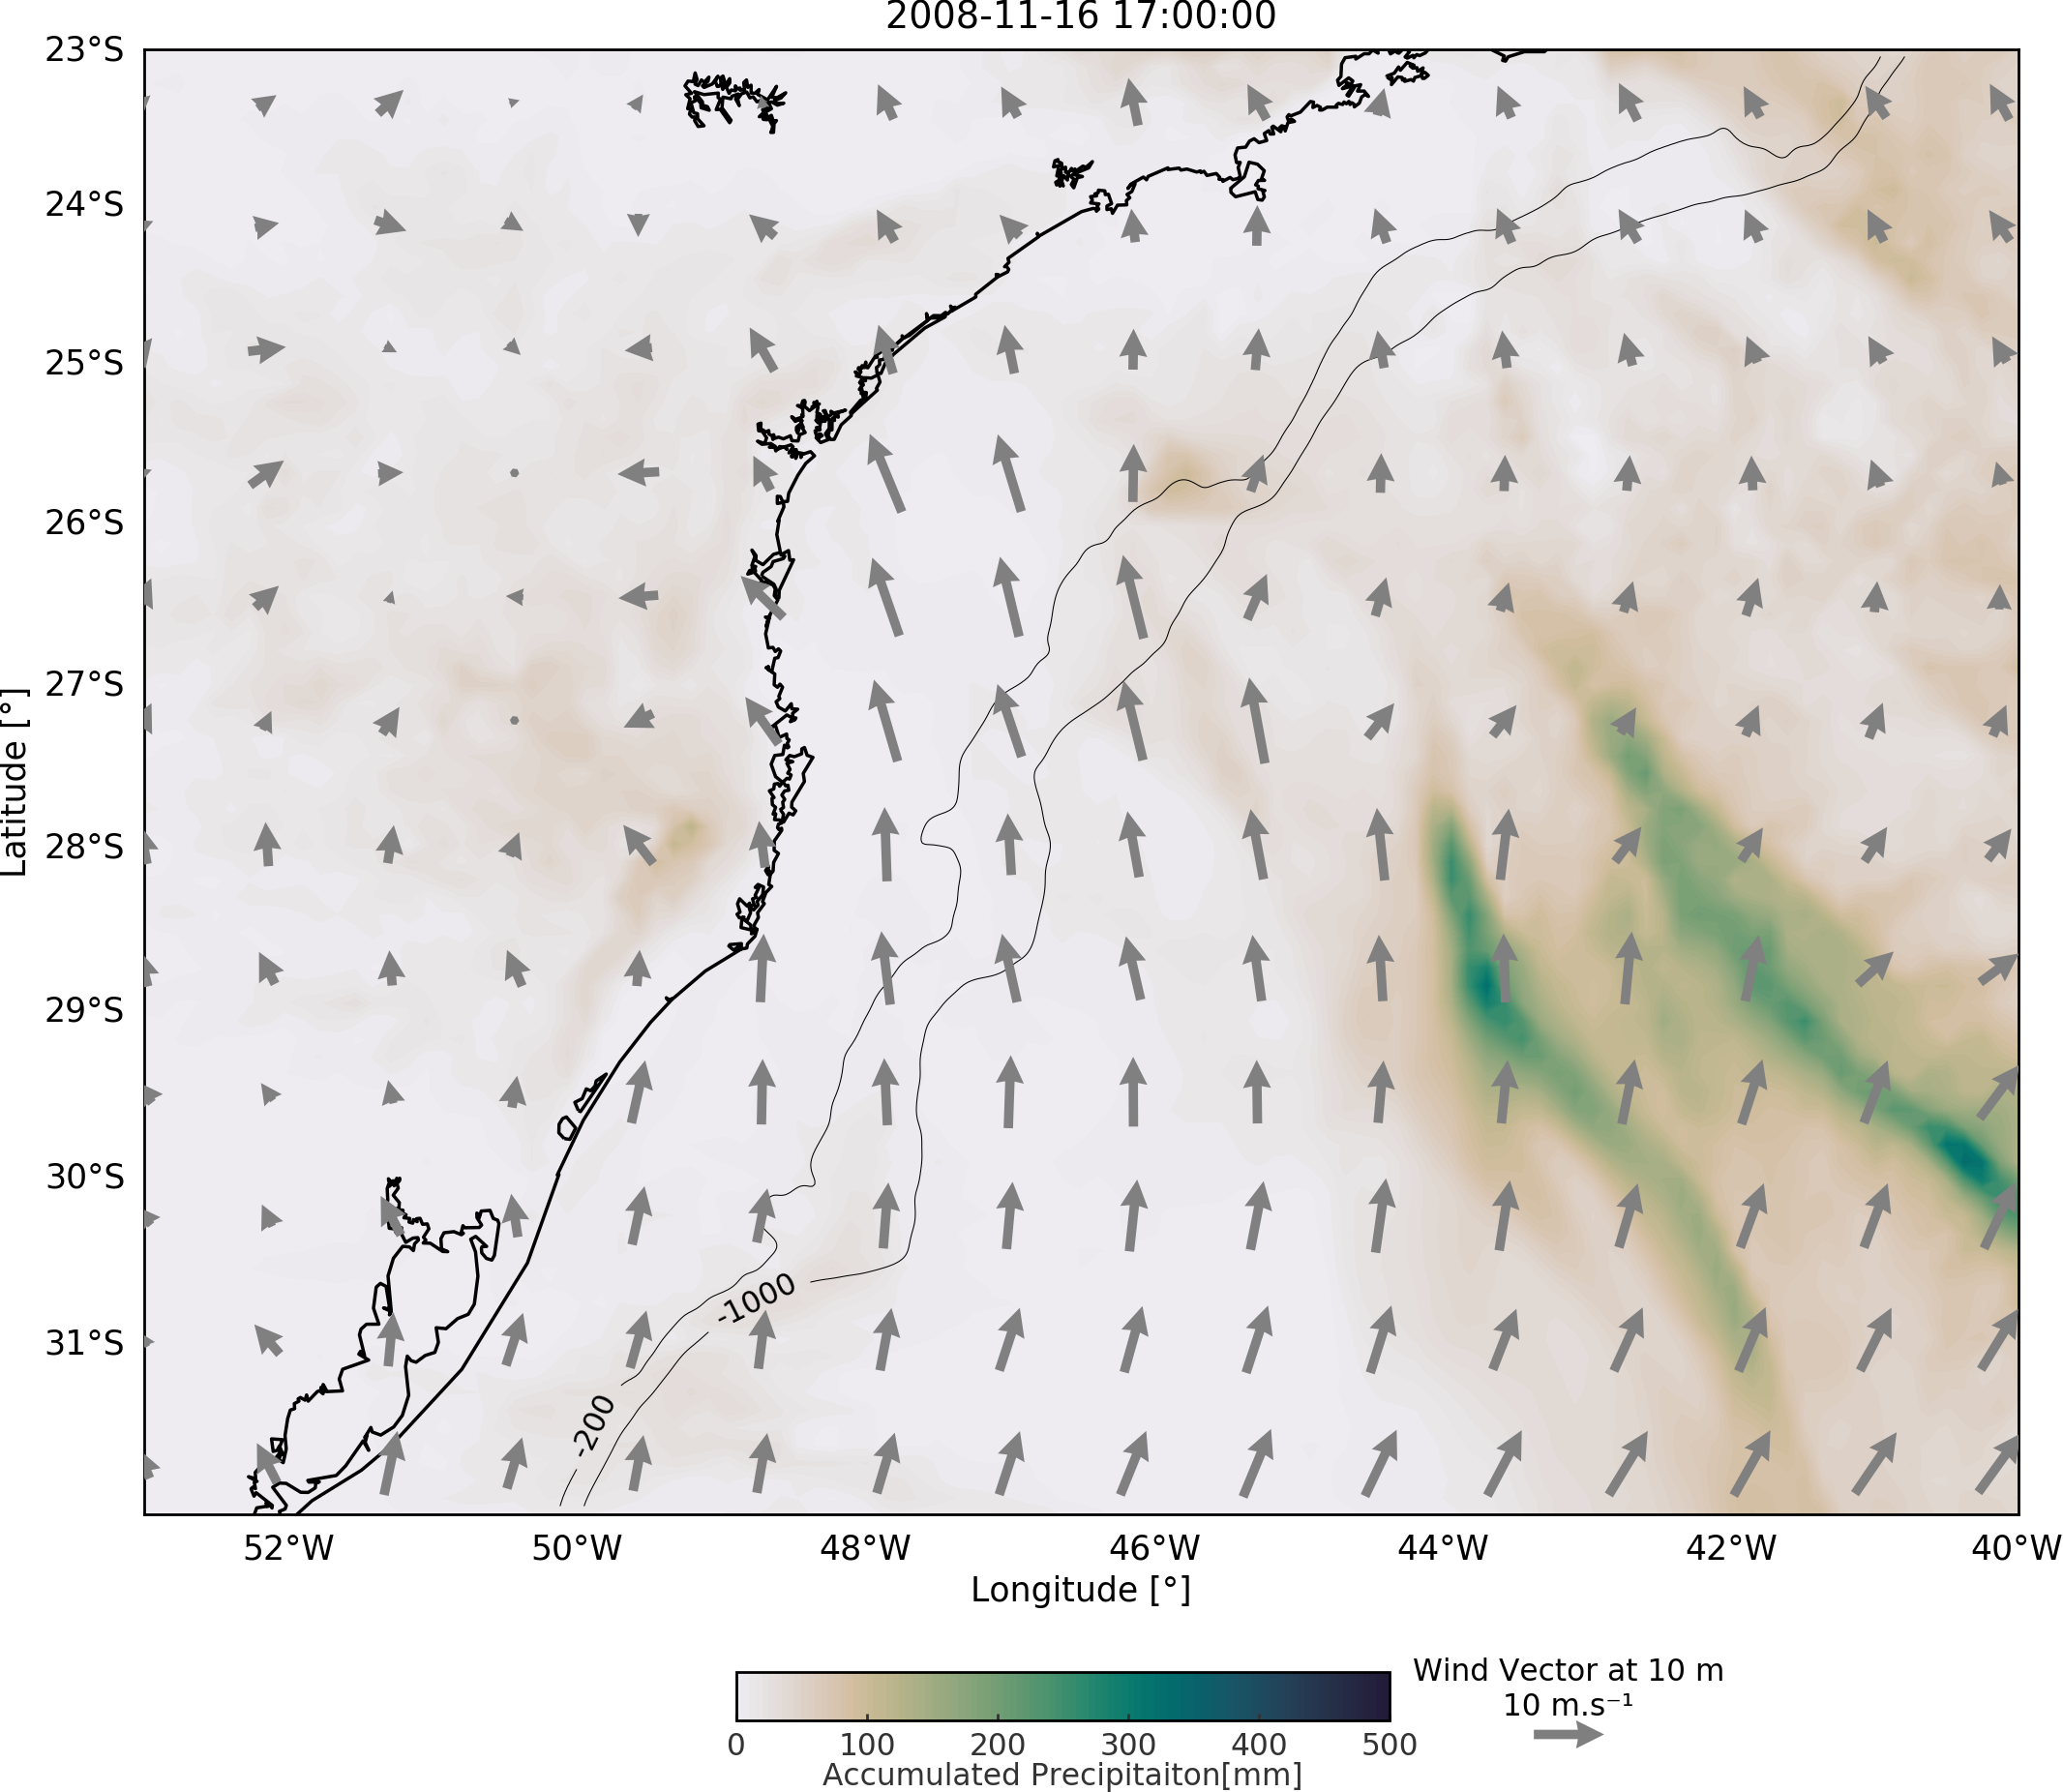 2008-11-16 17:00:00
23°S
24°S
25°S
26°S
27°S
28°S
29°S
30°S
31°S
Latitude [°]
-1000
-200
52°W 50°W 48°W 46°W 44°W 42°W 40°W
Longitude [°]
Wind Vector at 10 m
10 m.s⁻¹
0 100 200 300 400 500
Accumulated Precipitaiton[mm]